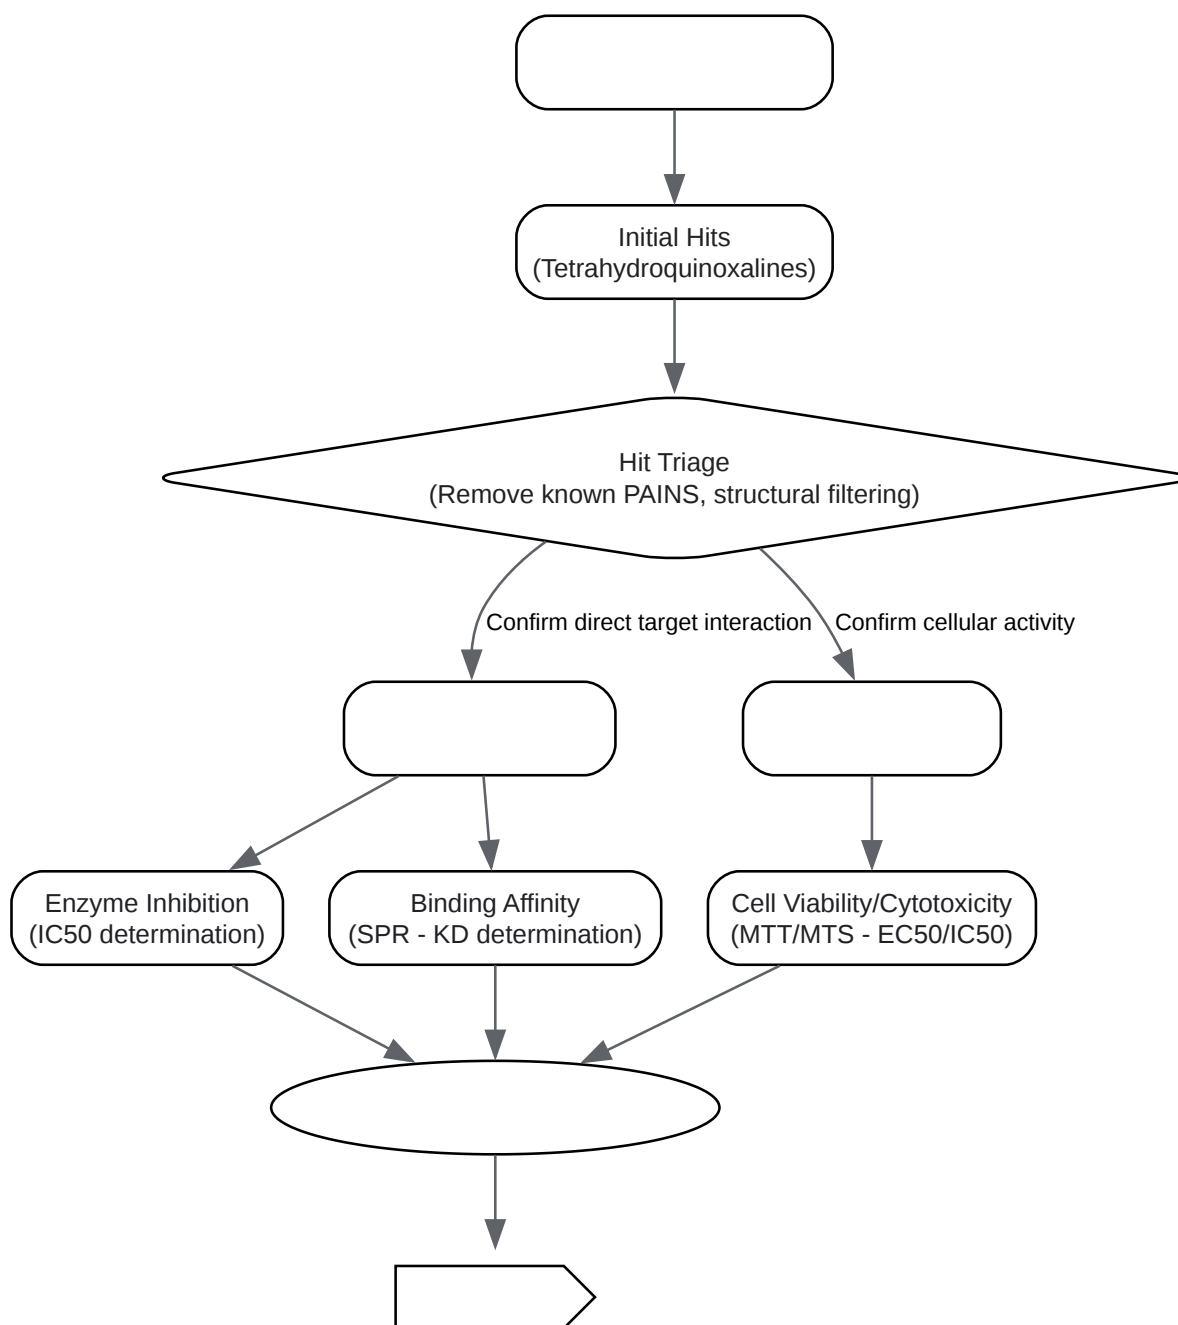 Initial Hits
(Tetrahydroquinoxalines)
Hit Triage
(Remove known PAINS, structural filtering)
Confirm direct target interaction
Confirm cellular activity
Enzyme Inhibition
(IC50 determination)
Binding Affinity
(SPR - KD determination)
Cell Viability/Cytotoxicity
(MTT/MTS - EC50/IC50)